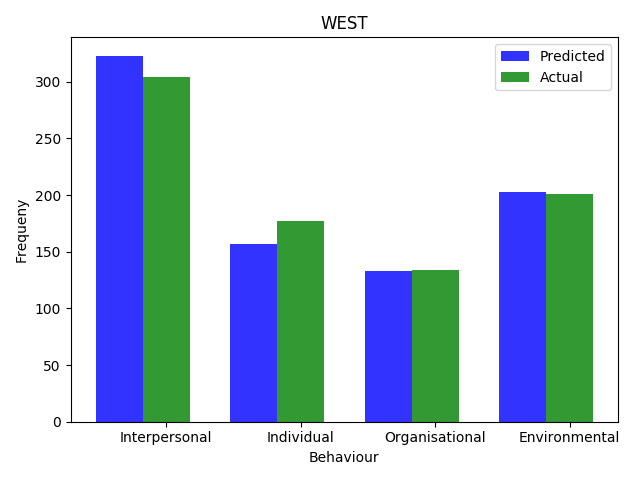 WEST
Predicted
Actual
Frequeny
300
250
200
150
100
50
0
Interpersonal Individual Organisational Environmental
Behaviour